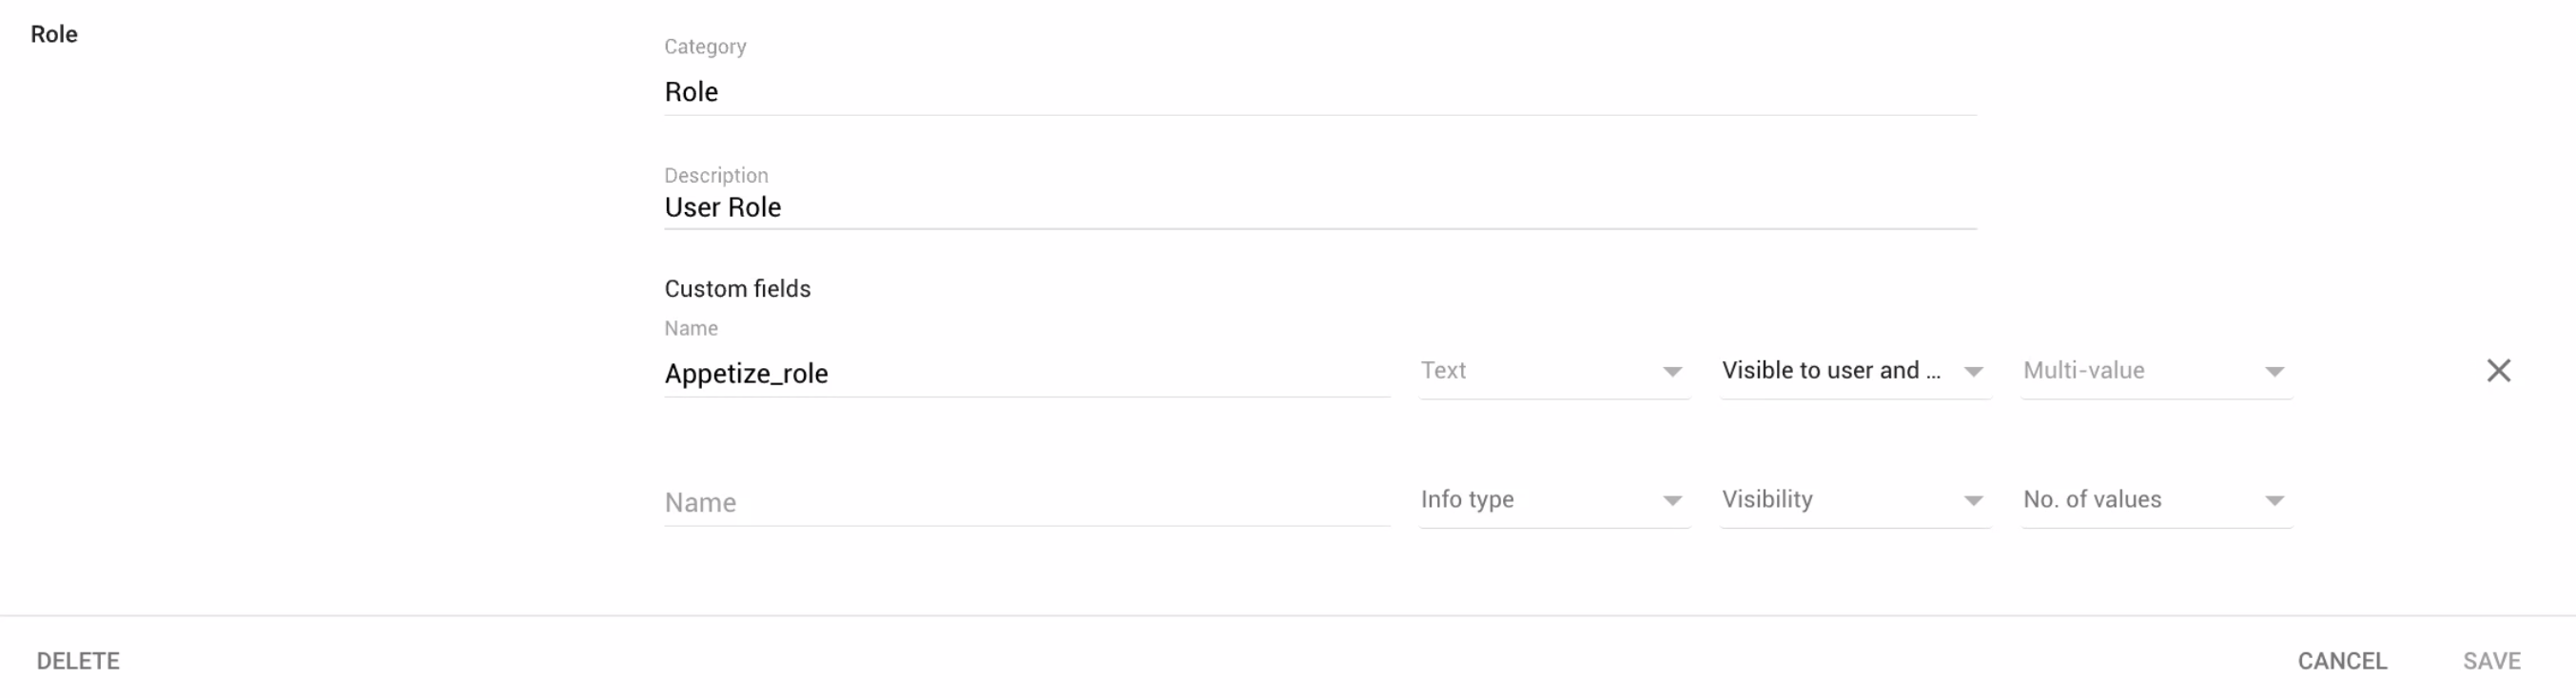 Role
Category
Role
Description
User Role
Custom fields
Name
Appetize_role
Text
Visible to user and ...
Multi-value
Name
Info type
Visibility
No. of values
DELETE
CANCEL
SAVE